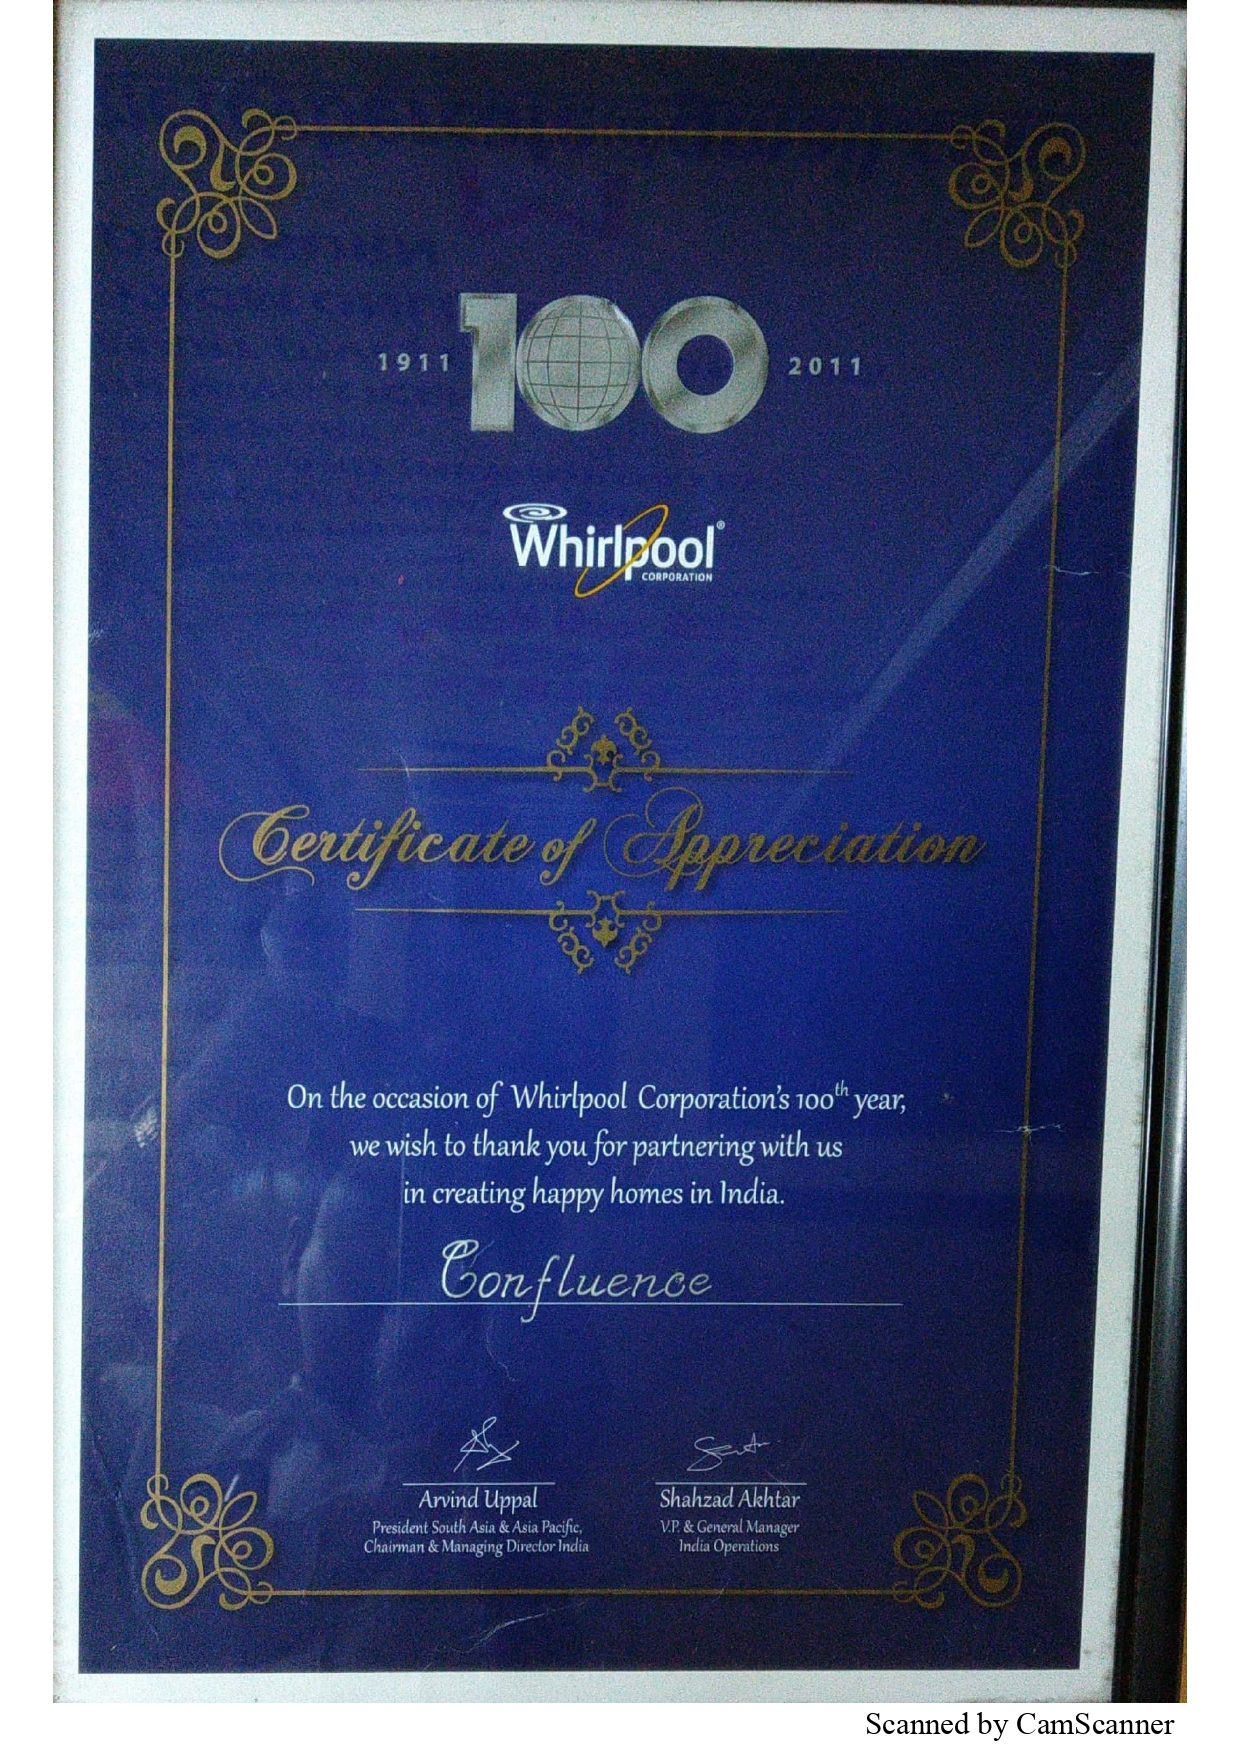 1911 100 2011
Whirlpool®
CORPORATION
Certificate of Appreciation
On the occasion of Whirlpool Corporation's 100th year,
we wish to thank you for partnering with us
in creating happy homes in India.
Confluence
Arvind Uppal
President South Asia & Asia Pacific,
Chairman & Managing Director India
Shahzad Akhtar
V.P. & General Manager
India Operations
Scanned by CamScanner